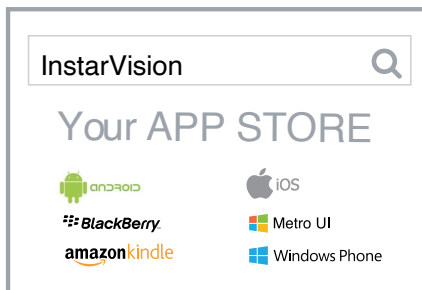 InstarVision
Your APP STORE
android iOS
BlackBerry. Metro UI
amazonkindle Windows Phone